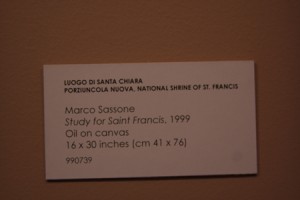 LUOGO DI SANTA CHIARA
PORZIUNCOLA NUOVA, NATIONAL SHRINE OF ST. FRANCIS
Marco Sassone
Study for Saint Francis, 1999
Oil on canvas
16 x 30 inches (cm 41 x 76)
990739